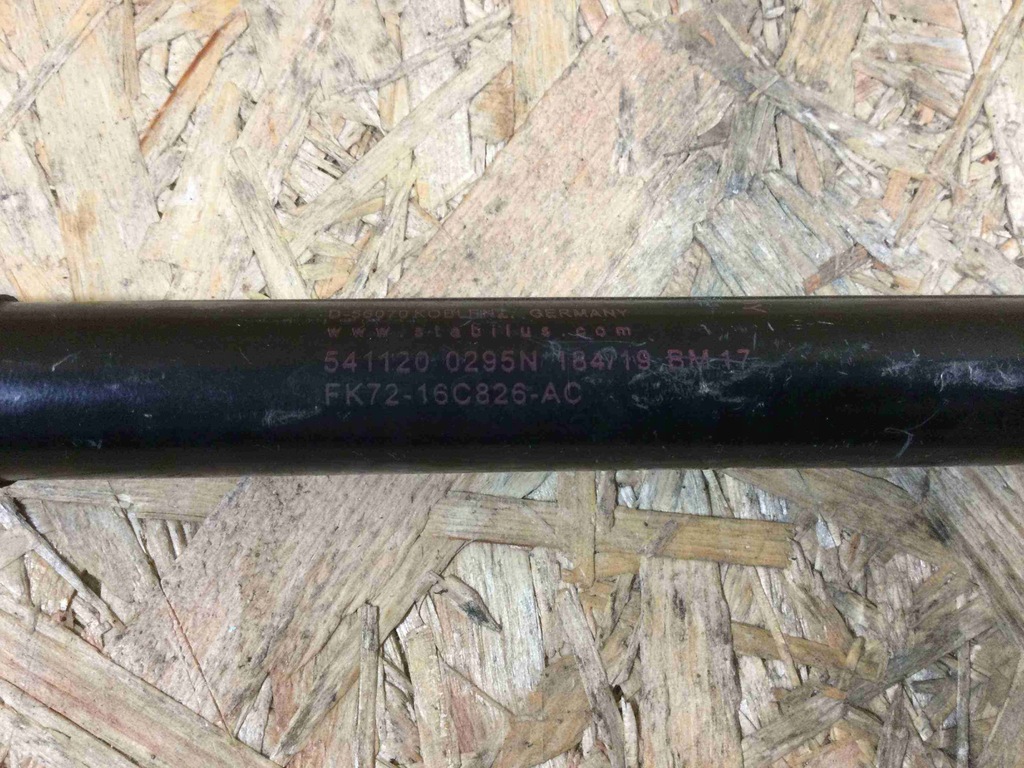 D-56070 KOBLENZ, GERMANY
www.stabilus.com
541120 0295N 184/19 BM 17
FK72-16C826-AC